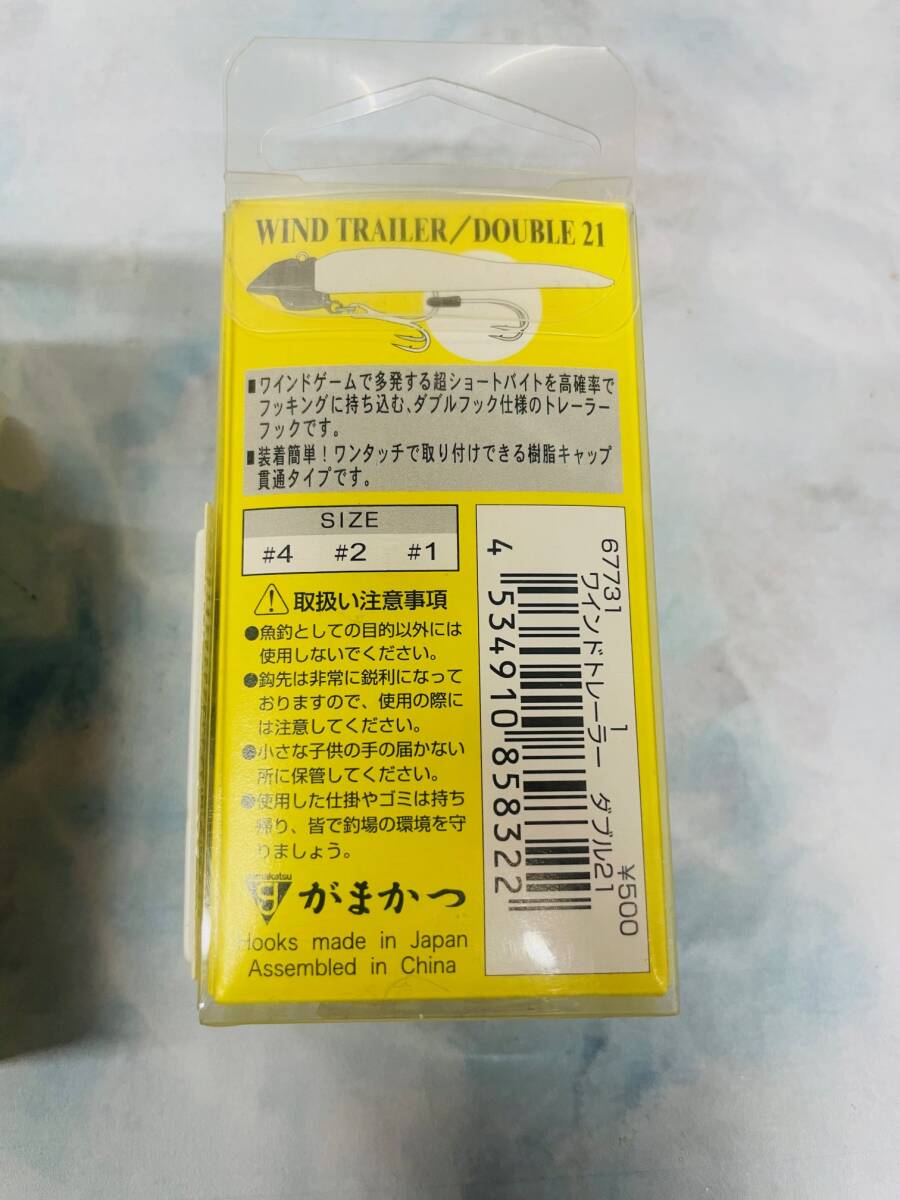 WIND TRAILER/DOUBLE 21
■ワインドゲームで多発する超ショートバイトを高確率で
フッキングに持ち込む、ダブルフック仕様のトレーラー
フックです。
■装着簡単！ワンタッチで取り付けできる樹脂キャップ
貫通タイプです。
SIZE
#4 #2 #1
取扱い注意事項
●魚釣としての目的以外には
使用しないでください。
●鈎先は非常に鋭利になって
おりますので、使用の際に
は注意してください。
●小さな子供の手の届かない
所に保管してください。
●使用した仕掛やゴミは持ち
帰り、皆で釣場の環境を守
りましょう。
gamakatsu
がまかつ
Hooks made in Japan
Assembled in China
67731 1 ¥500
ワインドトレーラー ダブル21
4 534910 858322